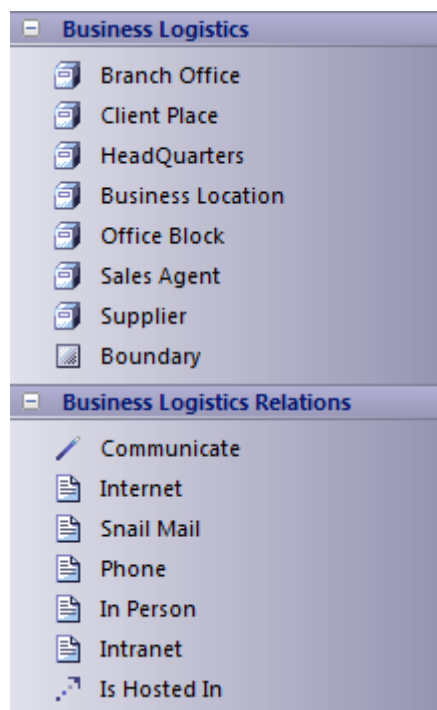 Business Logistics
Branch Office
Client Place
HeadQuarters
Business Location
Office Block
Sales Agent
Supplier
Boundary
Business Logistics Relations
Communicate
Internet
Snail Mail
Phone
In Person
Intranet
Is Hosted In